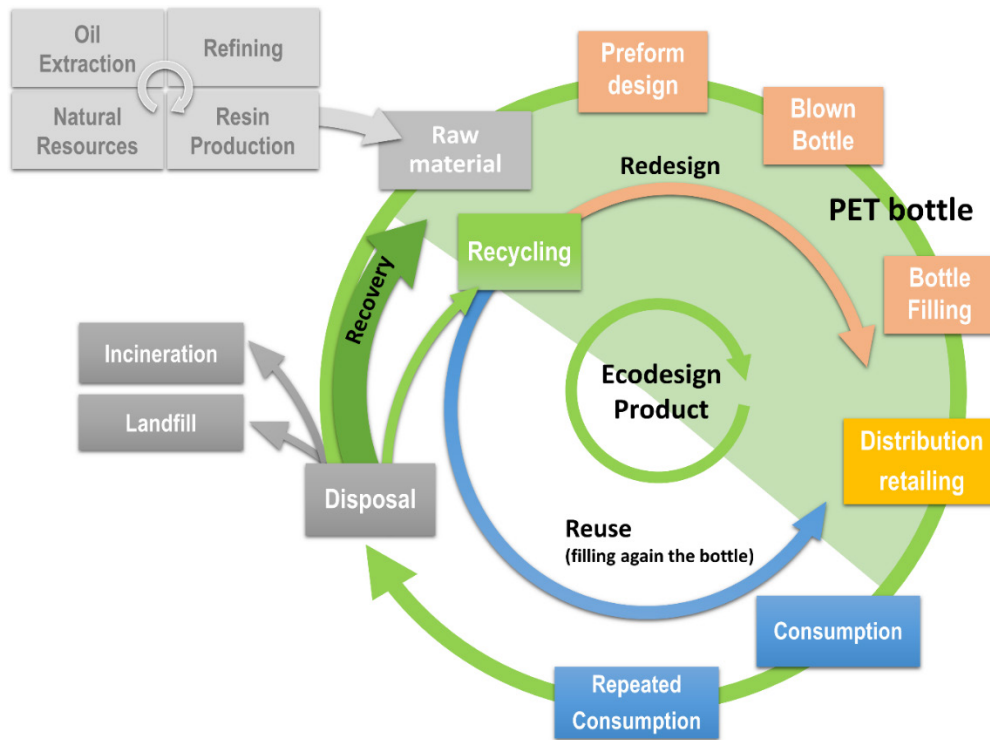 Oil
Extraction
Refining
Natural
Resources
Resin
Production
Raw
material
Preform
design
Blown
Bottle
Redesign
PET bottle
Recycling
Recovery
Bottle
Filling
Incineration
Landfill
Ecodesign
Product
Distribution
retailing
Disposal
Reuse
(filling again the bottle)
Consumption
Repeated
Consumption